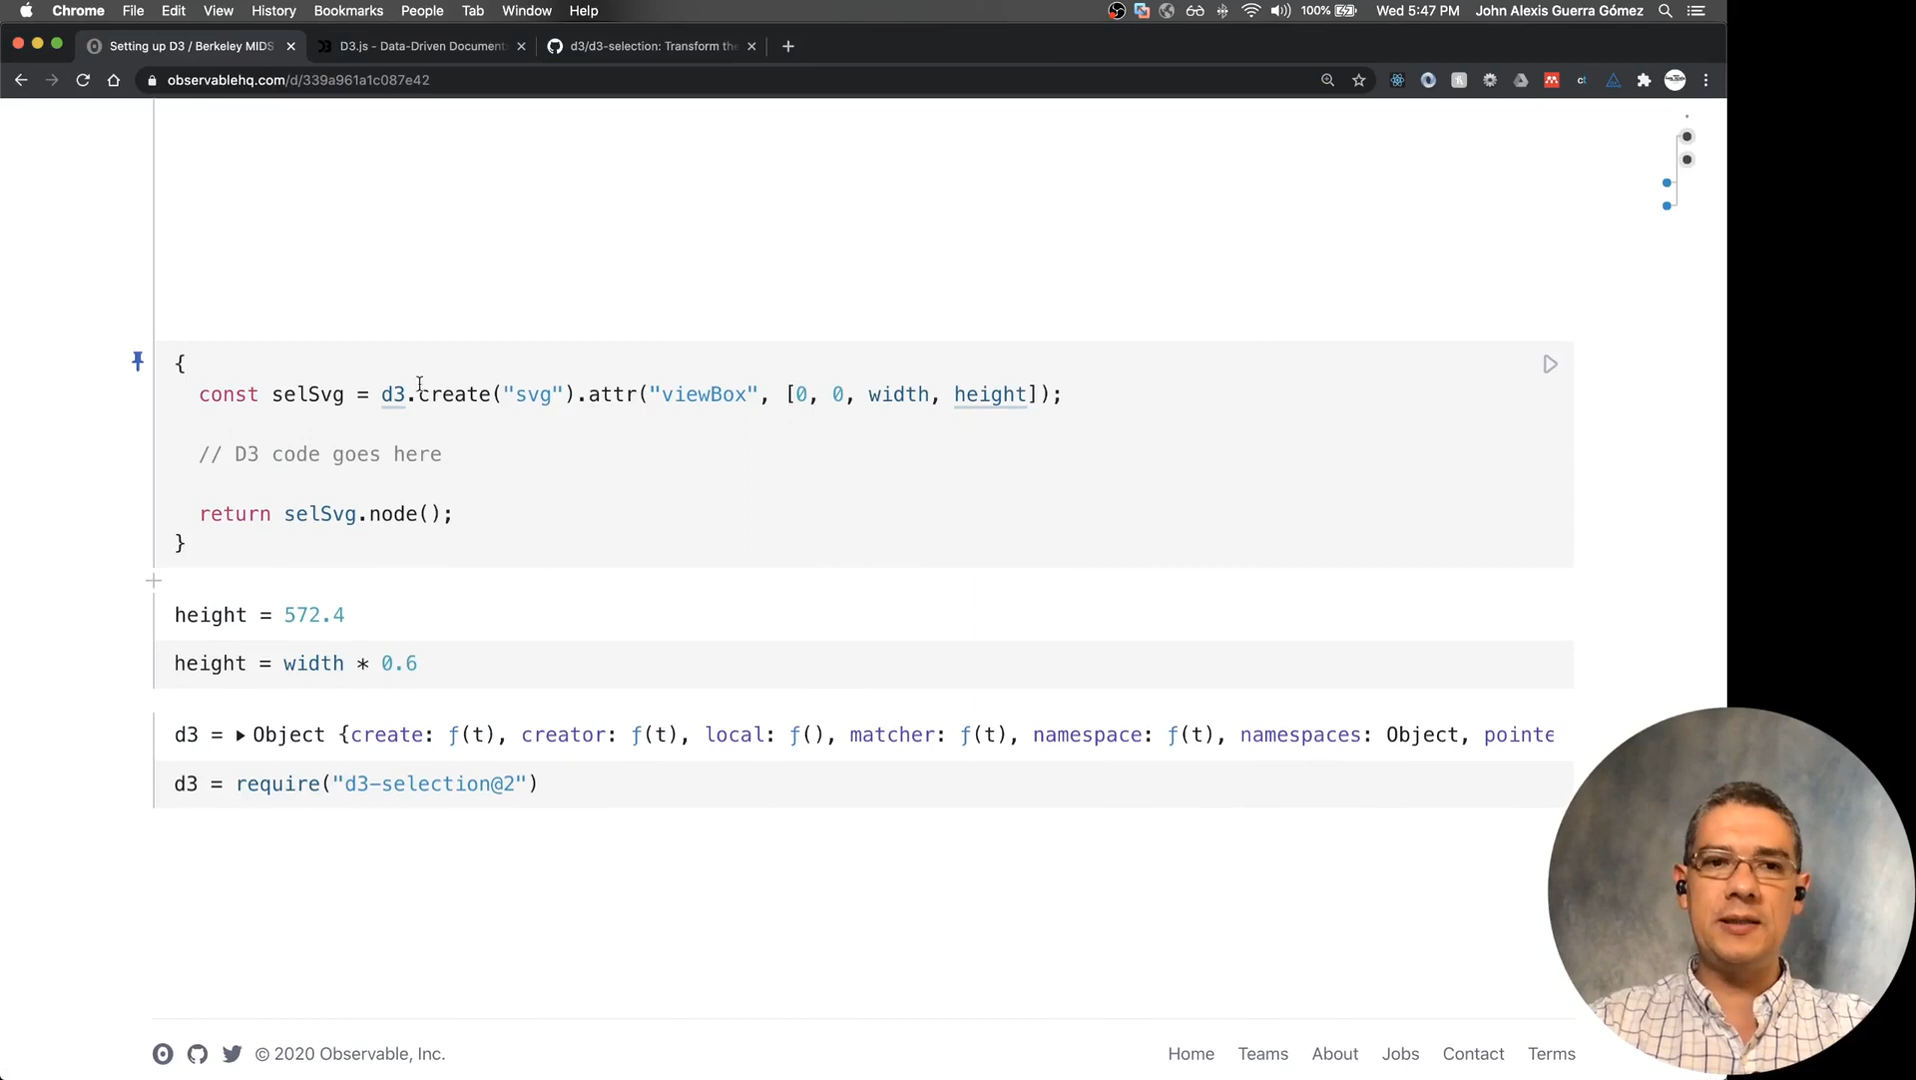 Chrome File Edit View History Bookmarks People Tab Window Help 100% Wed 5:47 PM John Alexis Guerra Gómez
Setting up D3 / Berkeley MIDS D3.js - Data-Driven Document d3/d3-selection: Transform the
observablehq.com/d/339a961a1c087e42
{
const selSvg = d3.create("svg").attr("viewBox", [0, 0, width, height]);
// D3 code goes here
return selSvg.node();
}
height = 572.4
height = width * 0.6
d3 = ▸Object {create: ƒ(t), creator: ƒ(t), local: ƒ(), matcher: ƒ(t), namespace: ƒ(t), namespaces: Object, pointe
d3 = require("d3-selection@2")
© 2020 Observable, Inc. Home Teams About Jobs Contact Terms